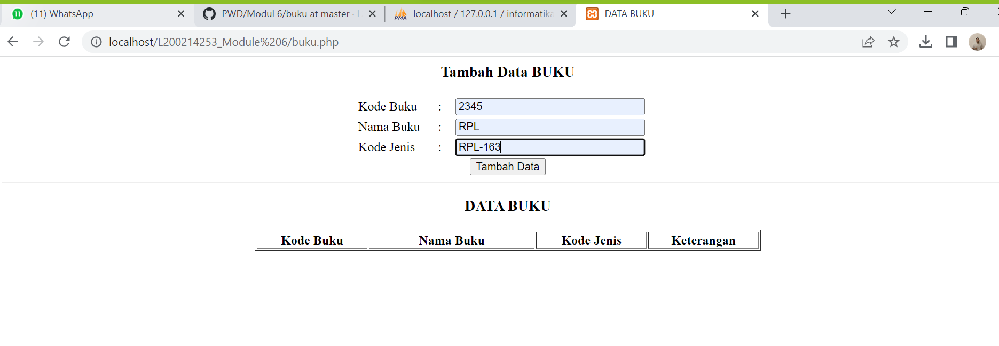 11 (11) WhatsApp
PWD/Modul 6/buku at master · L
PMA localhost / 127.0.0.1 / informatika
DATA BUKU
localhost/L200214253_Module%206/buku.php
Tambah Data BUKU
Kode Buku : 2345
Nama Buku : RPL
Kode Jenis : RPL-163
Tambah Data
DATA BUKU
Kode Buku Nama Buku Kode Jenis Keterangan